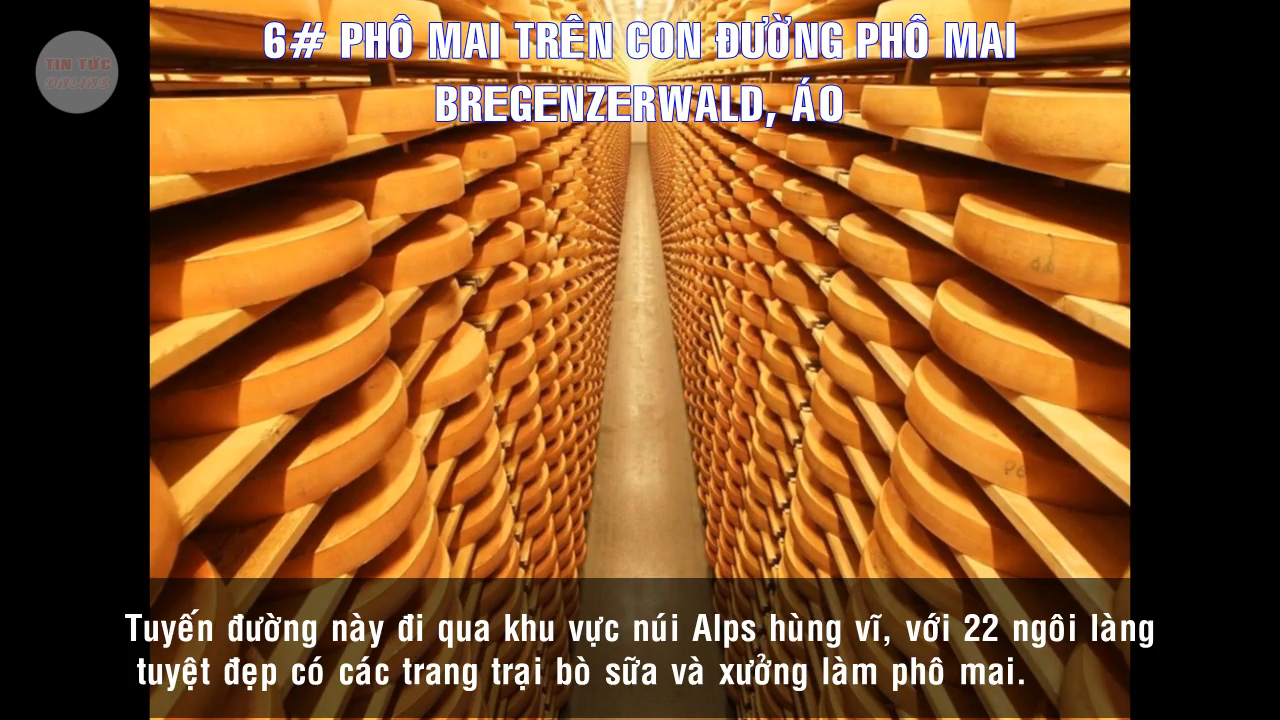 6# PHÔ MAI TRÊN CON ĐƯỜNG PHÔ MAI
BREGENZERWALD, ÁO
TIN TỨC
ONLINE
Tuyến đường này đi qua khu vực núi Alps hùng vĩ, với 22 ngôi làng
tuyệt đẹp có các trang trại bò sữa và xưởng làm phô mai.